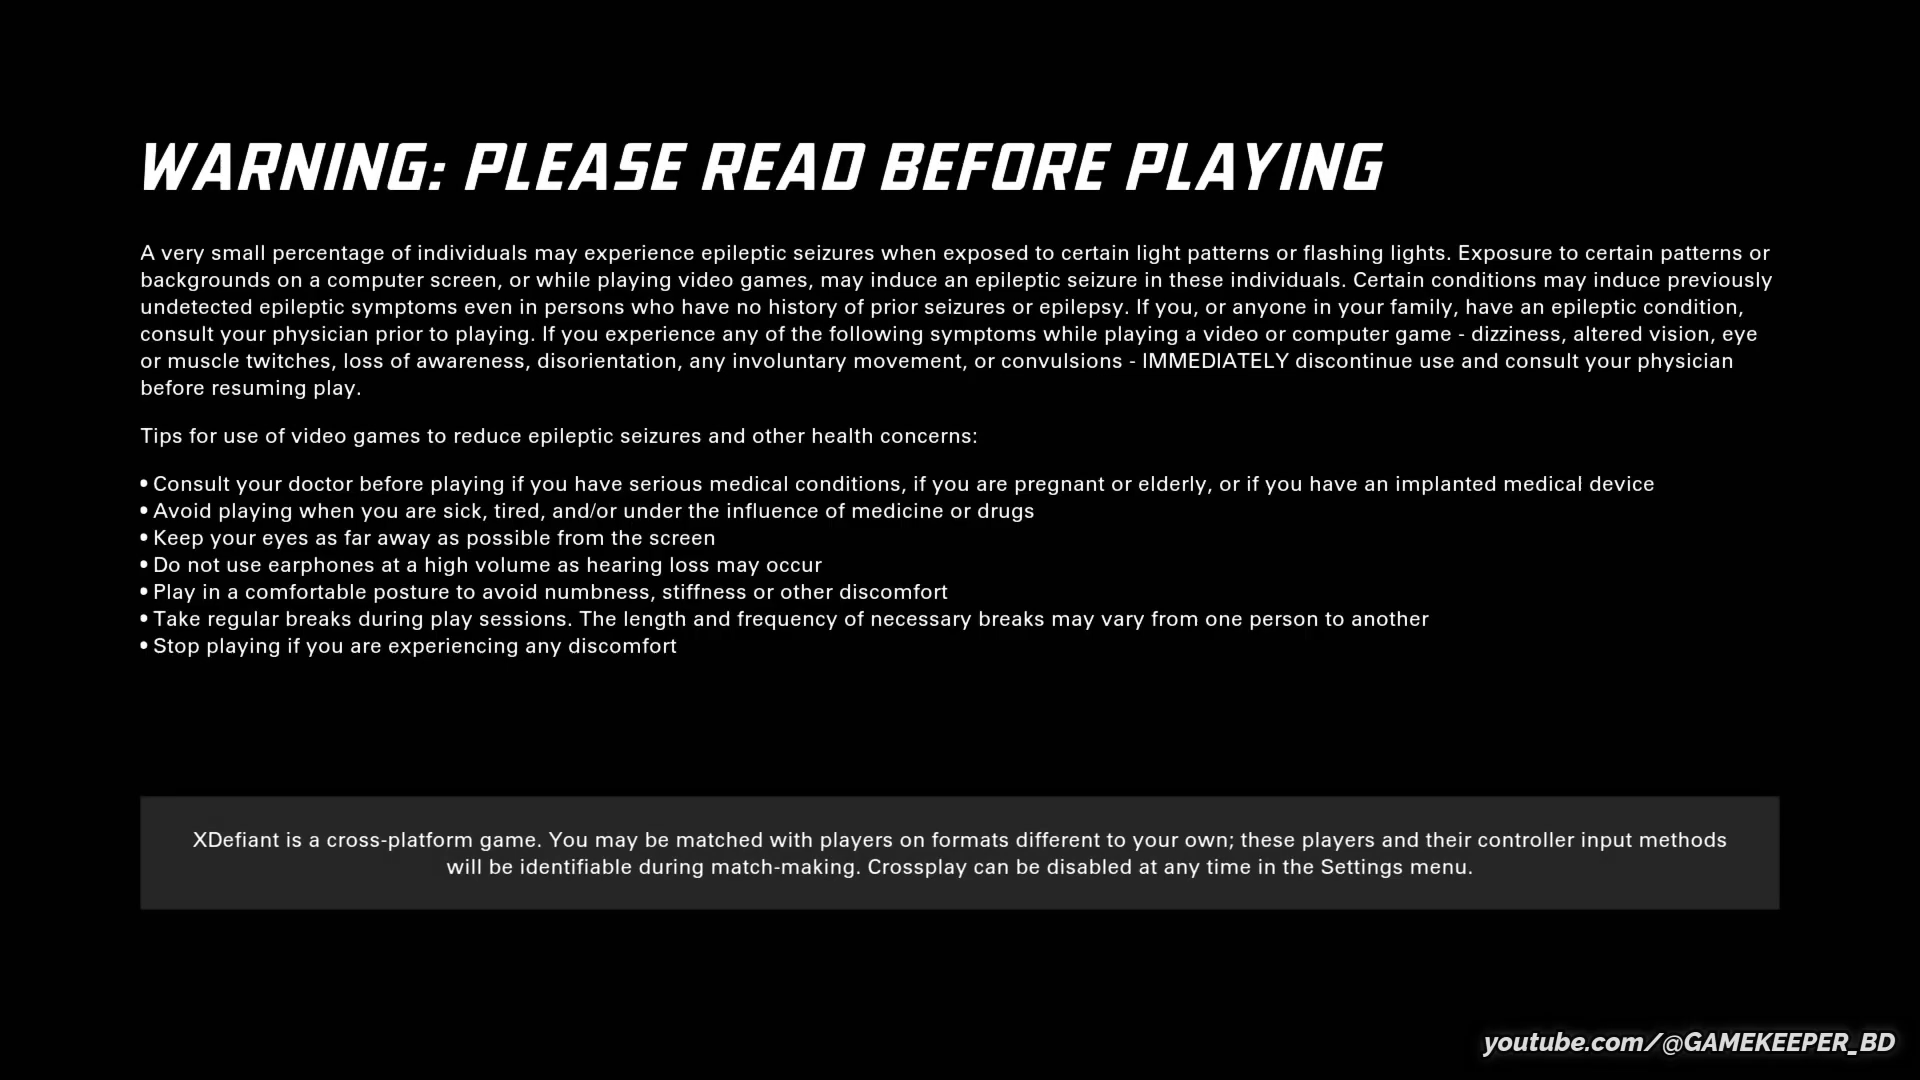 WARNING: PLEASE READ BEFORE PLAYING
A very small percentage of individuals may experience epileptic seizures when exposed to certain light patterns or flashing lights. Exposure to certain patterns or
backgrounds on a computer screen, or while playing video games, may induce an epileptic seizure in these individuals. Certain conditions may induce previously
undetected epileptic symptoms even in persons who have no history of prior seizures or epilepsy. If you, or anyone in your family, have an epileptic condition,
consult your physician prior to playing. If you experience any of the following symptoms while playing a video or computer game - dizziness, altered vision, eye
or muscle twitches, loss of awareness, disorientation, any involuntary movement, or convulsions - IMMEDIATELY discontinue use and consult your physician
before resuming play.
Tips for use of video games to reduce epileptic seizures and other health concerns:
• Consult your doctor before playing if you have serious medical conditions, if you are pregnant or elderly, or if you have an implanted medical device
• Avoid playing when you are sick, tired, and/or under the influence of medicine or drugs
• Keep your eyes as far away as possible from the screen
• Do not use earphones at a high volume as hearing loss may occur
• Play in a comfortable posture to avoid numbness, stiffness or other discomfort
• Take regular breaks during play sessions. The length and frequency of necessary breaks may vary from one person to another
• Stop playing if you are experiencing any discomfort
XDefiant is a cross-platform game. You may be matched with players on formats different to your own; these players and their controller input methods
will be identifiable during match-making. Crossplay can be disabled at any time in the Settings menu.
youtube.com/@GAMEKEEPER_BD